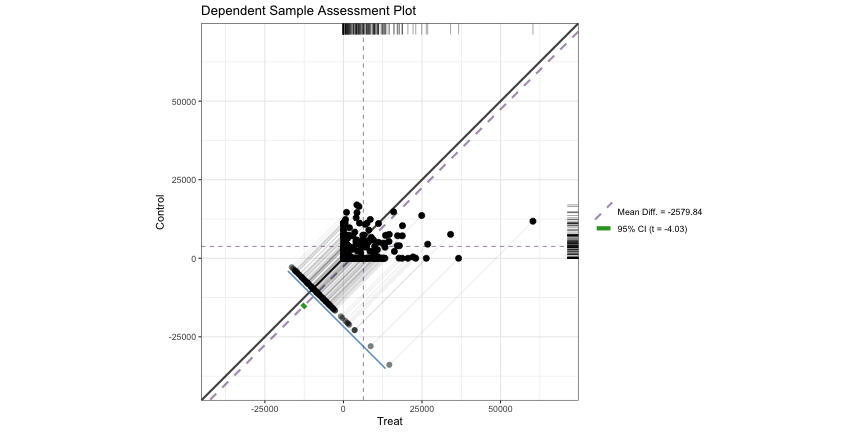 Dependent Sample Assessment Plot
50000
25000
0
-25000
Control
-25000
0
25000
50000
Treat
Mean Diff. = -2579.84
95% CI (t = -4.03)